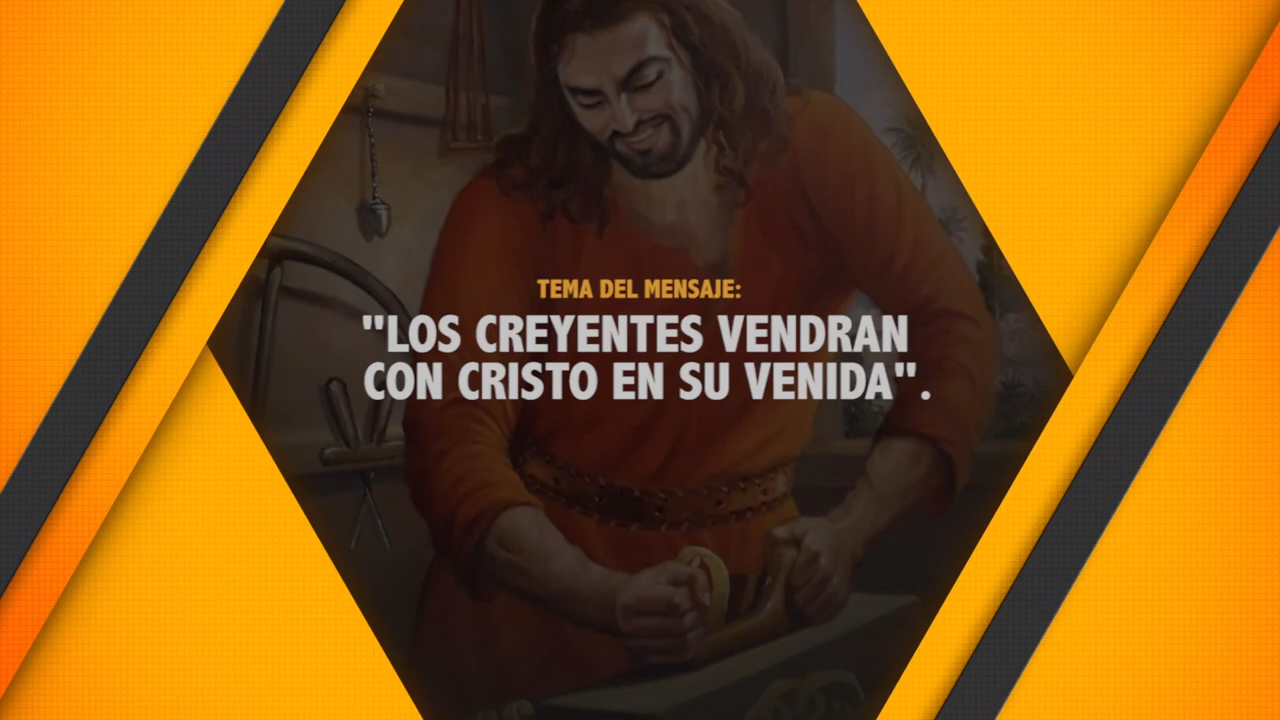 TEMA DEL MENSAJE:
"LOS CREYENTES VENDRAN
CON CRISTO EN SU VENIDA".